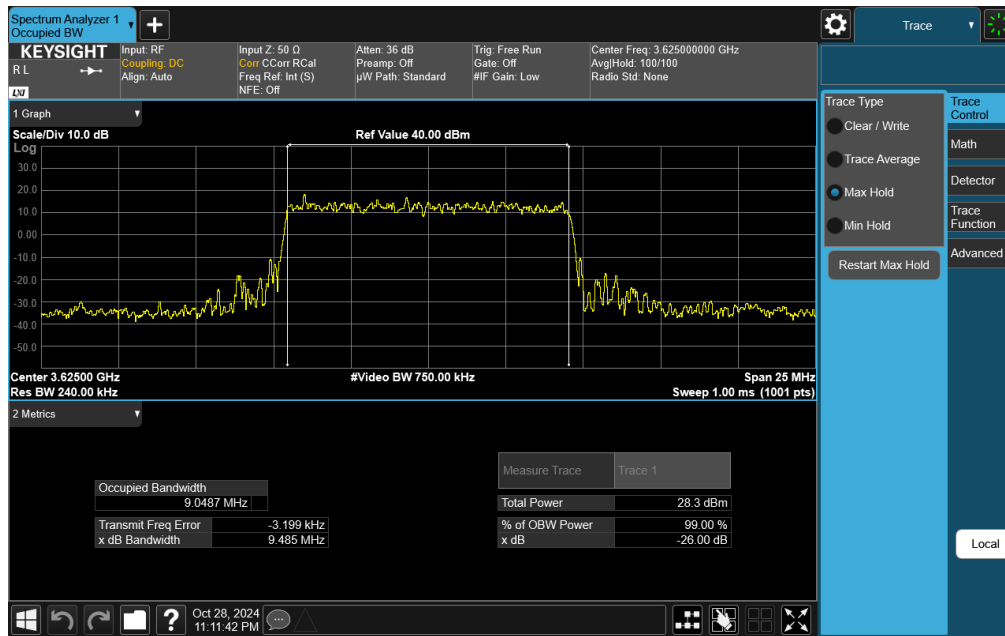 Spectrum Analyzer 1
Occupied BW
Trace
KEYSIGHT
R L
LXI
Input: RF
Coupling: DC
Align: Auto
Input Z: 50 Ω
Corr CCorr RCal
Freq Ref: Int (S)
NFE: Off
Atten: 36 dB
Preamp: Off
µW Path: Standard
Trig: Free Run
Gate: Off
#IF Gain: Low
Center Freq: 3.625000000 GHz
Avg|Hold: 100/100
Radio Std: None
1 Graph
Scale/Div 10.0 dB
Ref Value 40.00 dBm
Log
30.0
20.0
10.0
0.00
-10.0
-20.0
-30.0
-40.0
-50.0
Center 3.62500 GHz
#Video BW 750.00 kHz
Span 25 MHz
Res BW 240.00 kHz
Sweep 1.00 ms (1001 pts)
2 Metrics
Measure Trace
Trace 1
Occupied Bandwidth
9.0487 MHz
Total Power
28.3 dBm
Transmit Freq Error
-3.199 kHz
% of OBW Power
99.00 %
x dB Bandwidth
9.485 MHz
x dB
-26.00 dB
Trace Type
Clear / Write
Trace Average
Max Hold
Min Hold
Restart Max Hold
Trace
Control
Math
Detector
Trace
Function
Advanced
Local
?
Oct 28, 2024
11:11:42 PM